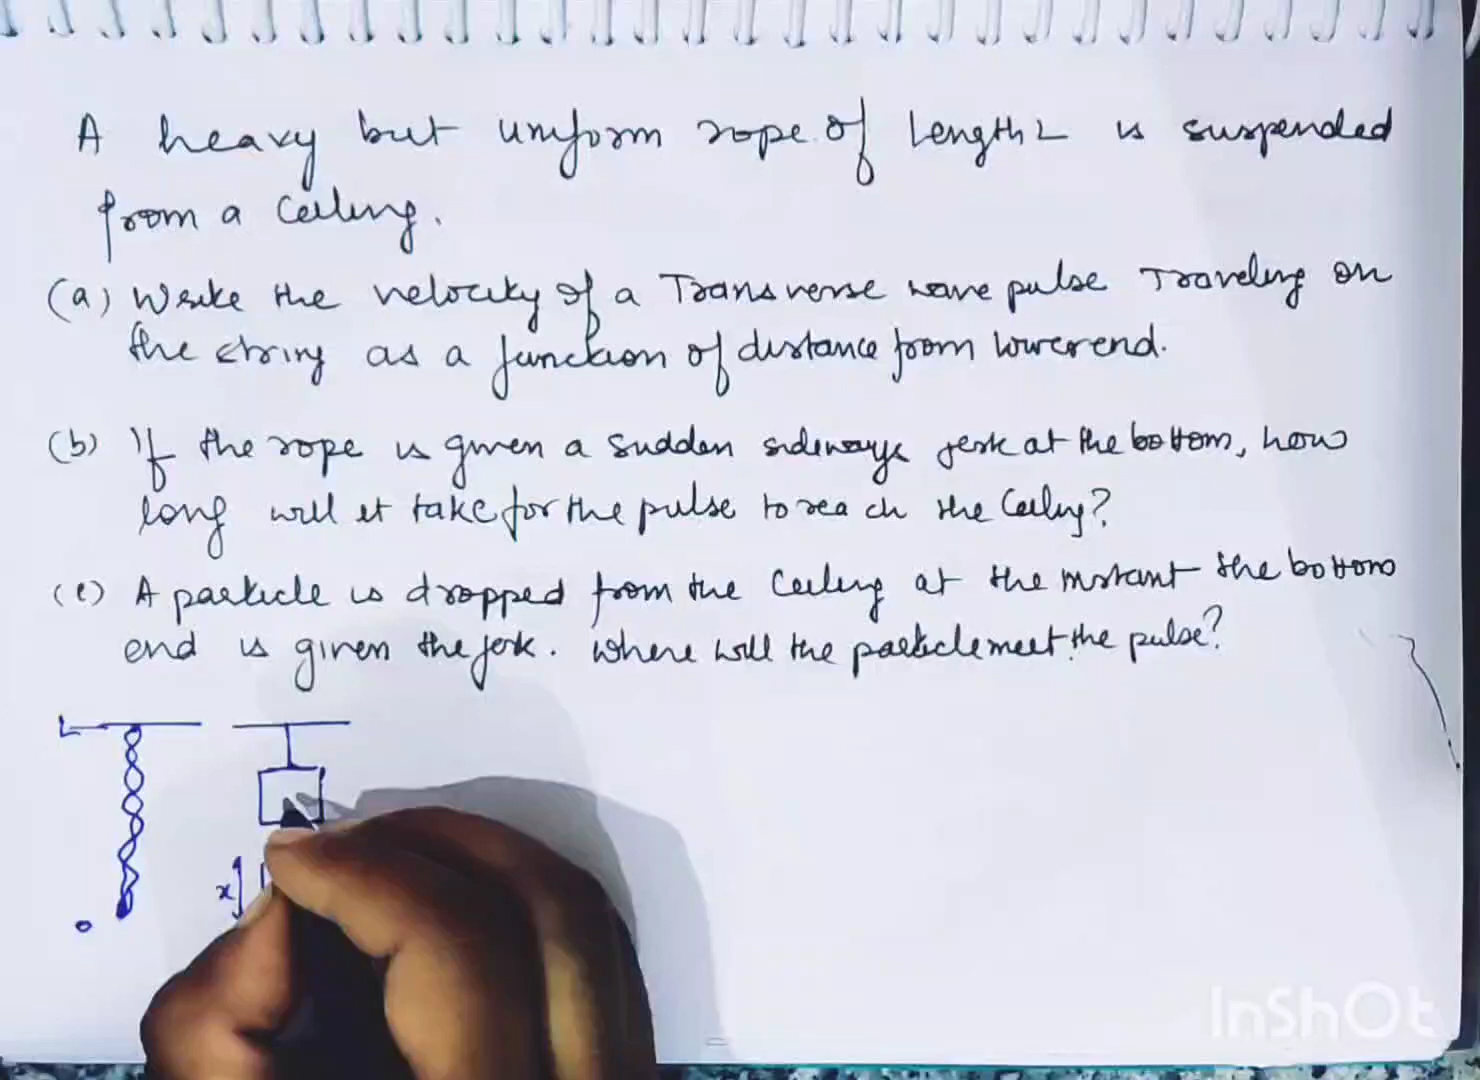 A heavy but uniform rope of Length L is suspended
from a ceiling.
(a) Write the velocity of a Transverse wave pulse Traveling on
the string as a function of distance from lower end.
(b) If the rope is given a sudden sideways jerk at the bottom, how
long will it take for the pulse to reach the Ceiling?
(c) A particle is dropped from the Ceiling at the instant the bottom
end is given the jerk. Where will the particle meet the pulse?
L
x
o
InShOt